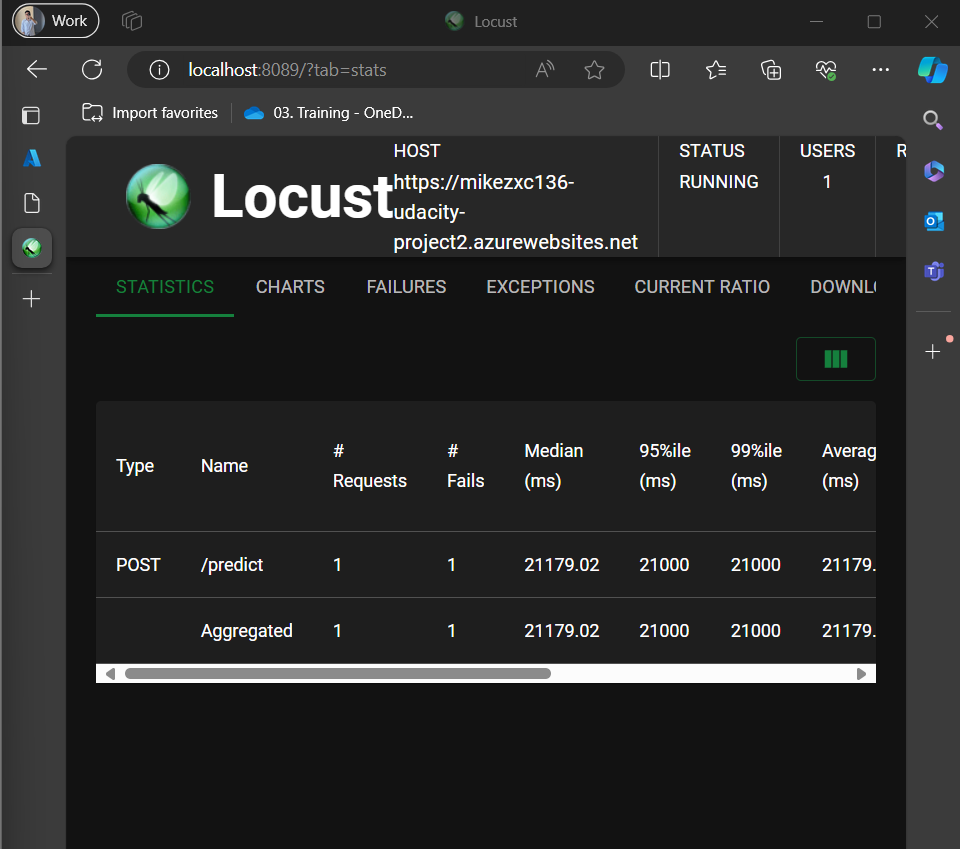 Work
Locust
localhost:8089/?tab=stats
Import favorites
03. Training - OneD...
Locust
HOST
https://mikezxc136-
udacity-
project2.azurewebsites.net
STATUS
RUNNING
USERS
1
R
STATISTICS CHARTS FAILURES EXCEPTIONS CURRENT RATIO DOWNLO
Type Name # Requests # Fails Median (ms) 95%ile (ms) 99%ile (ms) Averag (ms)
POST /predict 1 1 21179.02 21000 21000 21179.
Aggregated 1 1 21179.02 21000 21000 21179.